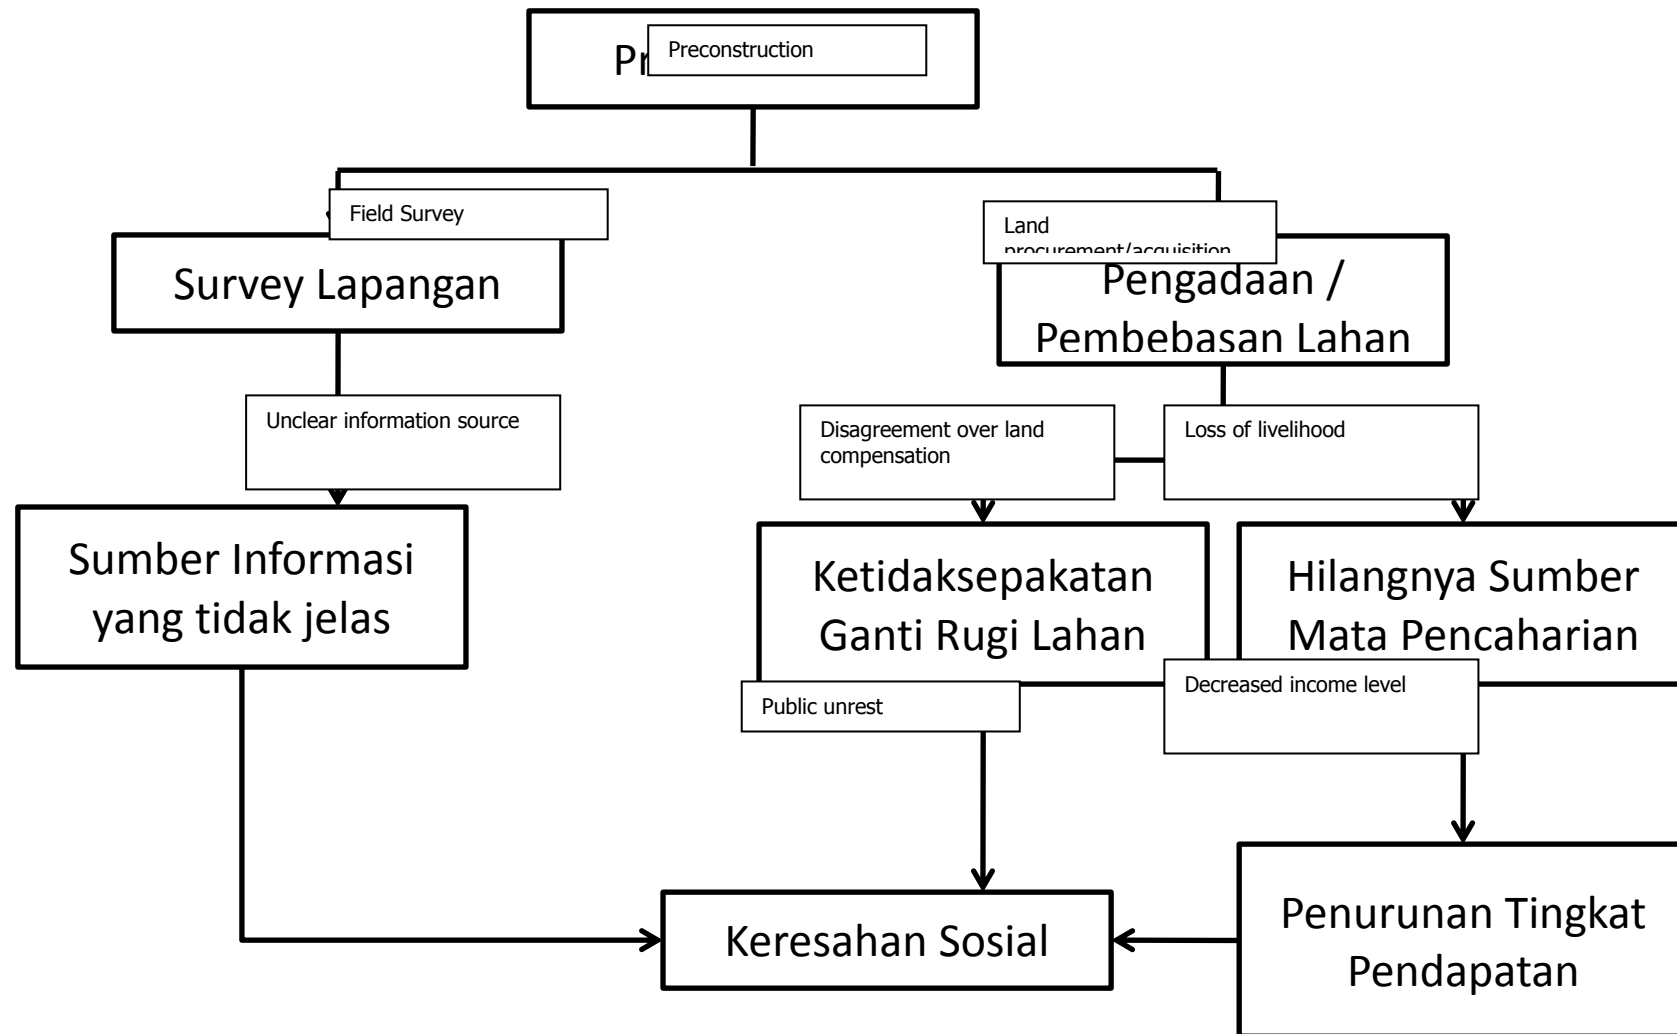 Preconstruction
Field Survey
Survey Lapangan
Land
procurement/acquisition
Pengadaan /
Pembebasan Lahan
Unclear information source
Disagreement over land
compensation
Loss of livelihood
Sumber Informasi
yang tidak jelas
Ketidaksepakatan
Ganti Rugi Lahan
Hilangnya Sumber
Mata Pencaharian
Public unrest
Decreased income level
Keresahan Sosial
Penurunan Tingkat
Pendapatan